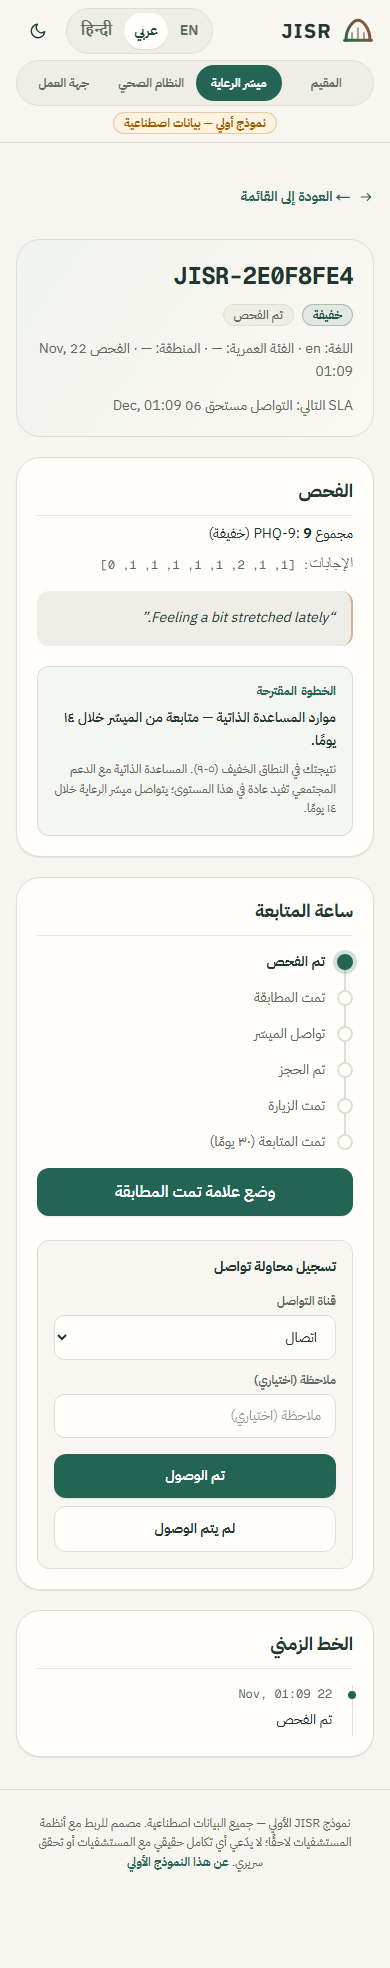 JISR
EN
عربي
हिन्दी
المقيم
ميسّر الرعاية
النظام الصحي
جهة العمل
نموذج أولي — بيانات اصطناعية
→ ← العودة إلى القائمة
JISR-2E0F8FE4
خفيفة
تم الفحص
اللغة: en · الفئة العمرية: — · المنطقة: — · الفحص 22 Nov,
01:09
SLA التالي: التواصل مستحق 06 Dec, 01:09
الفحص
مجموع PHQ-9: 9 (خفيفة)
الإجابات: [1, 1, 2, 1, 1, 1, 1, 1, 0]
“Feeling a bit stretched lately.”
الخطوة المقترحة
موارد المساعدة الذاتية — متابعة من الميسّر خلال ١٤
يومًا.
نتيجتك في النطاق الخفيف (٥-٩). المساعدة الذاتية مع الدعم
المجتمعي تفيد عادة في هذا المستوى؛ يتواصل ميسّر الرعاية خلال
١٤ يومًا.
ساعة المتابعة
تم الفحص
تمت المطابقة
تواصل الميسّر
تم الحجز
تمت الزيارة
تمت المتابعة (٣٠ يومًا)
وضع علامة تمت المطابقة
تسجيل محاولة تواصل
قناة التواصل
اتصال
ملاحظة (اختياري)
ملاحظة (اختياري)
تم الوصول
لم يتم الوصول
الخط الزمني
22 Nov, 01:09
تم الفحص
نموذج JISR الأولي — جميع البيانات اصطناعية. مصمم للربط مع أنظمة
المستشفيات لاحقًا؛ لا يدّعي أي تكامل حقيقي مع المستشفيات أو تحقق
سريري. عن هذا النموذج الأولي